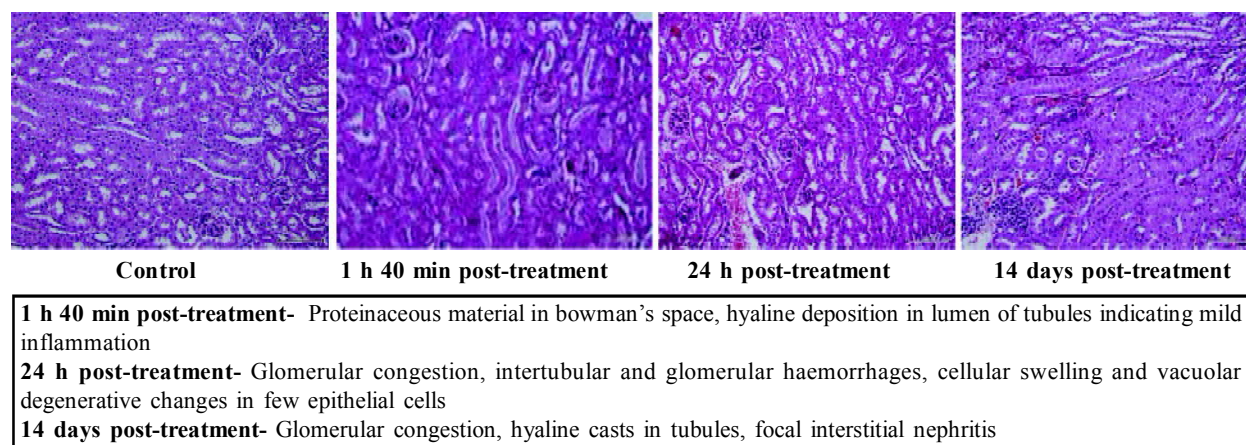 Control 1 h 40 min post-treatment 24 h post-treatment 14 days post-treatment
1 h 40 min post-treatment- Proteinaceous material in bowman's space, hyaline deposition in lumen of tubules indicating mild
inflammation
24 h post-treatment- Glomerular congestion, intertubular and glomerular haemorrhages, cellular swelling and vacuolar
degenerative changes in few epithelial cells
14 days post-treatment- Glomerular congestion, hyaline casts in tubules, focal interstitial nephritis